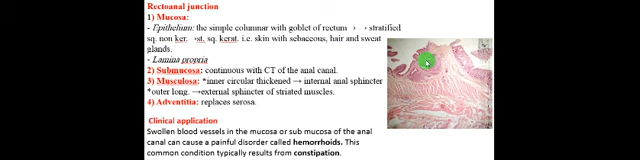 Rectoanal junction
1) Mucosa:
- Epithelium: the simple columnar with goblet of rectum → → stratified
sq. non ker. →st. sq. kerat. i.e. skin with sebaceous, hair and sweat
glands.
- Lamina propria
2) Submucosa: continuous with CT of the anal canal.
3) Musculosa: *inner circular thickened → internal anal sphincter
*outer long. →external sphincter of striated muscles.
4) Adventitia: replaces serosa.
Clinical application
Swollen blood vessels in the mucosa or sub mucosa of the anal
canal can cause a painful disorder called hemorrhoids. This
common condition typically results from constipation.